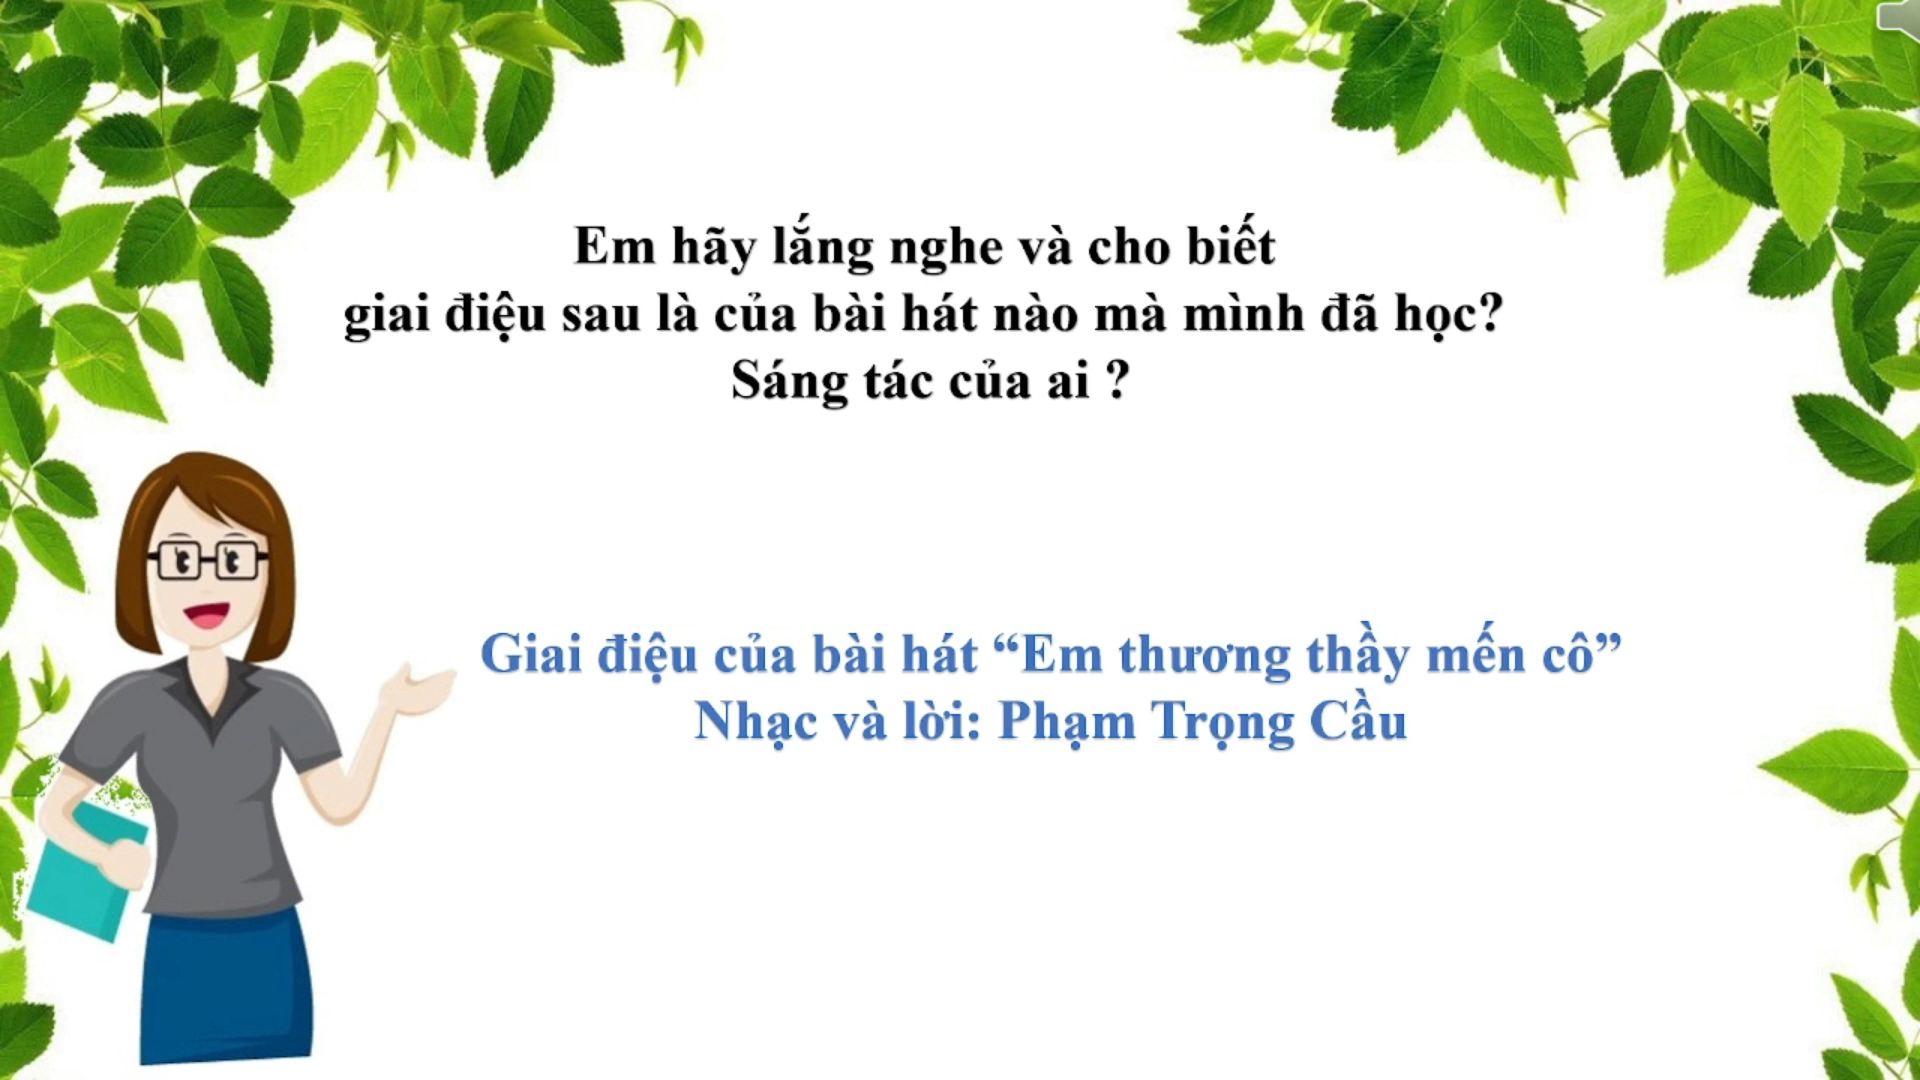 Em hãy lắng nghe và cho biết
giai điệu sau là của bài hát nào mà mình đã học?
Sáng tác của ai ?
Giai điệu của bài hát “Em thương thầy mến cô”
Nhạc và lời: Phạm Trọng Cầu